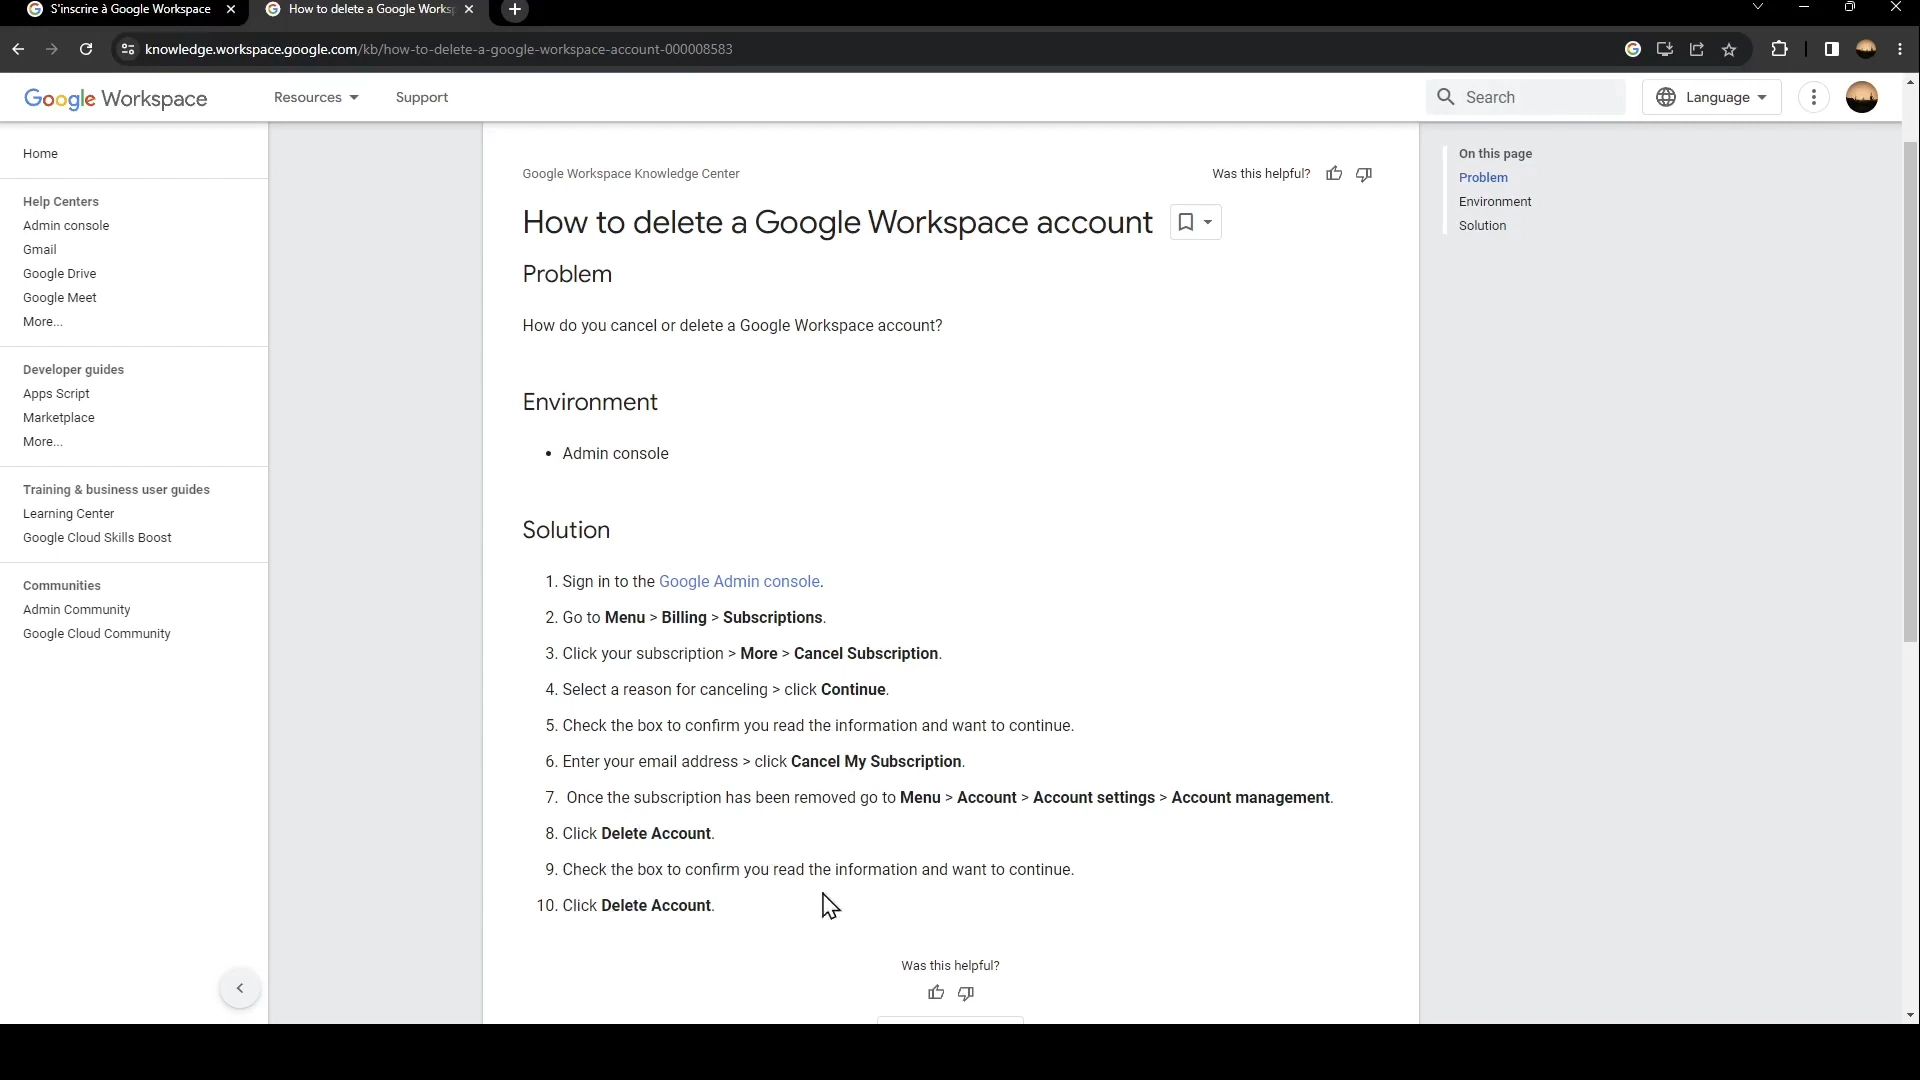 S'inscrire à Google Workspace
How to delete a Google Works
knowledge.workspace.google.com/kb/how-to-delete-a-google-workspace-account-000008583
Google Workspace
Resources
Support
Search
Language
Home
Help Centers
Admin console
Gmail
Google Drive
Google Meet
More...
Developer guides
Apps Script
Marketplace
More...
Training & business user guides
Learning Center
Google Cloud Skills Boost
Communities
Admin Community
Google Cloud Community
Google Workspace Knowledge Center
Was this helpful?
How to delete a Google Workspace account
Problem
How do you cancel or delete a Google Workspace account?
Environment
• Admin console
Solution
1. Sign in to the Google Admin console.
2. Go to Menu > Billing > Subscriptions.
3. Click your subscription > More > Cancel Subscription.
4. Select a reason for canceling > click Continue.
5. Check the box to confirm you read the information and want to continue.
6. Enter your email address > click Cancel My Subscription.
7. Once the subscription has been removed go to Menu > Account > Account settings > Account management.
8. Click Delete Account.
9. Check the box to confirm you read the information and want to continue.
10. Click Delete Account.
Was this helpful?
On this page
Problem
Environment
Solution